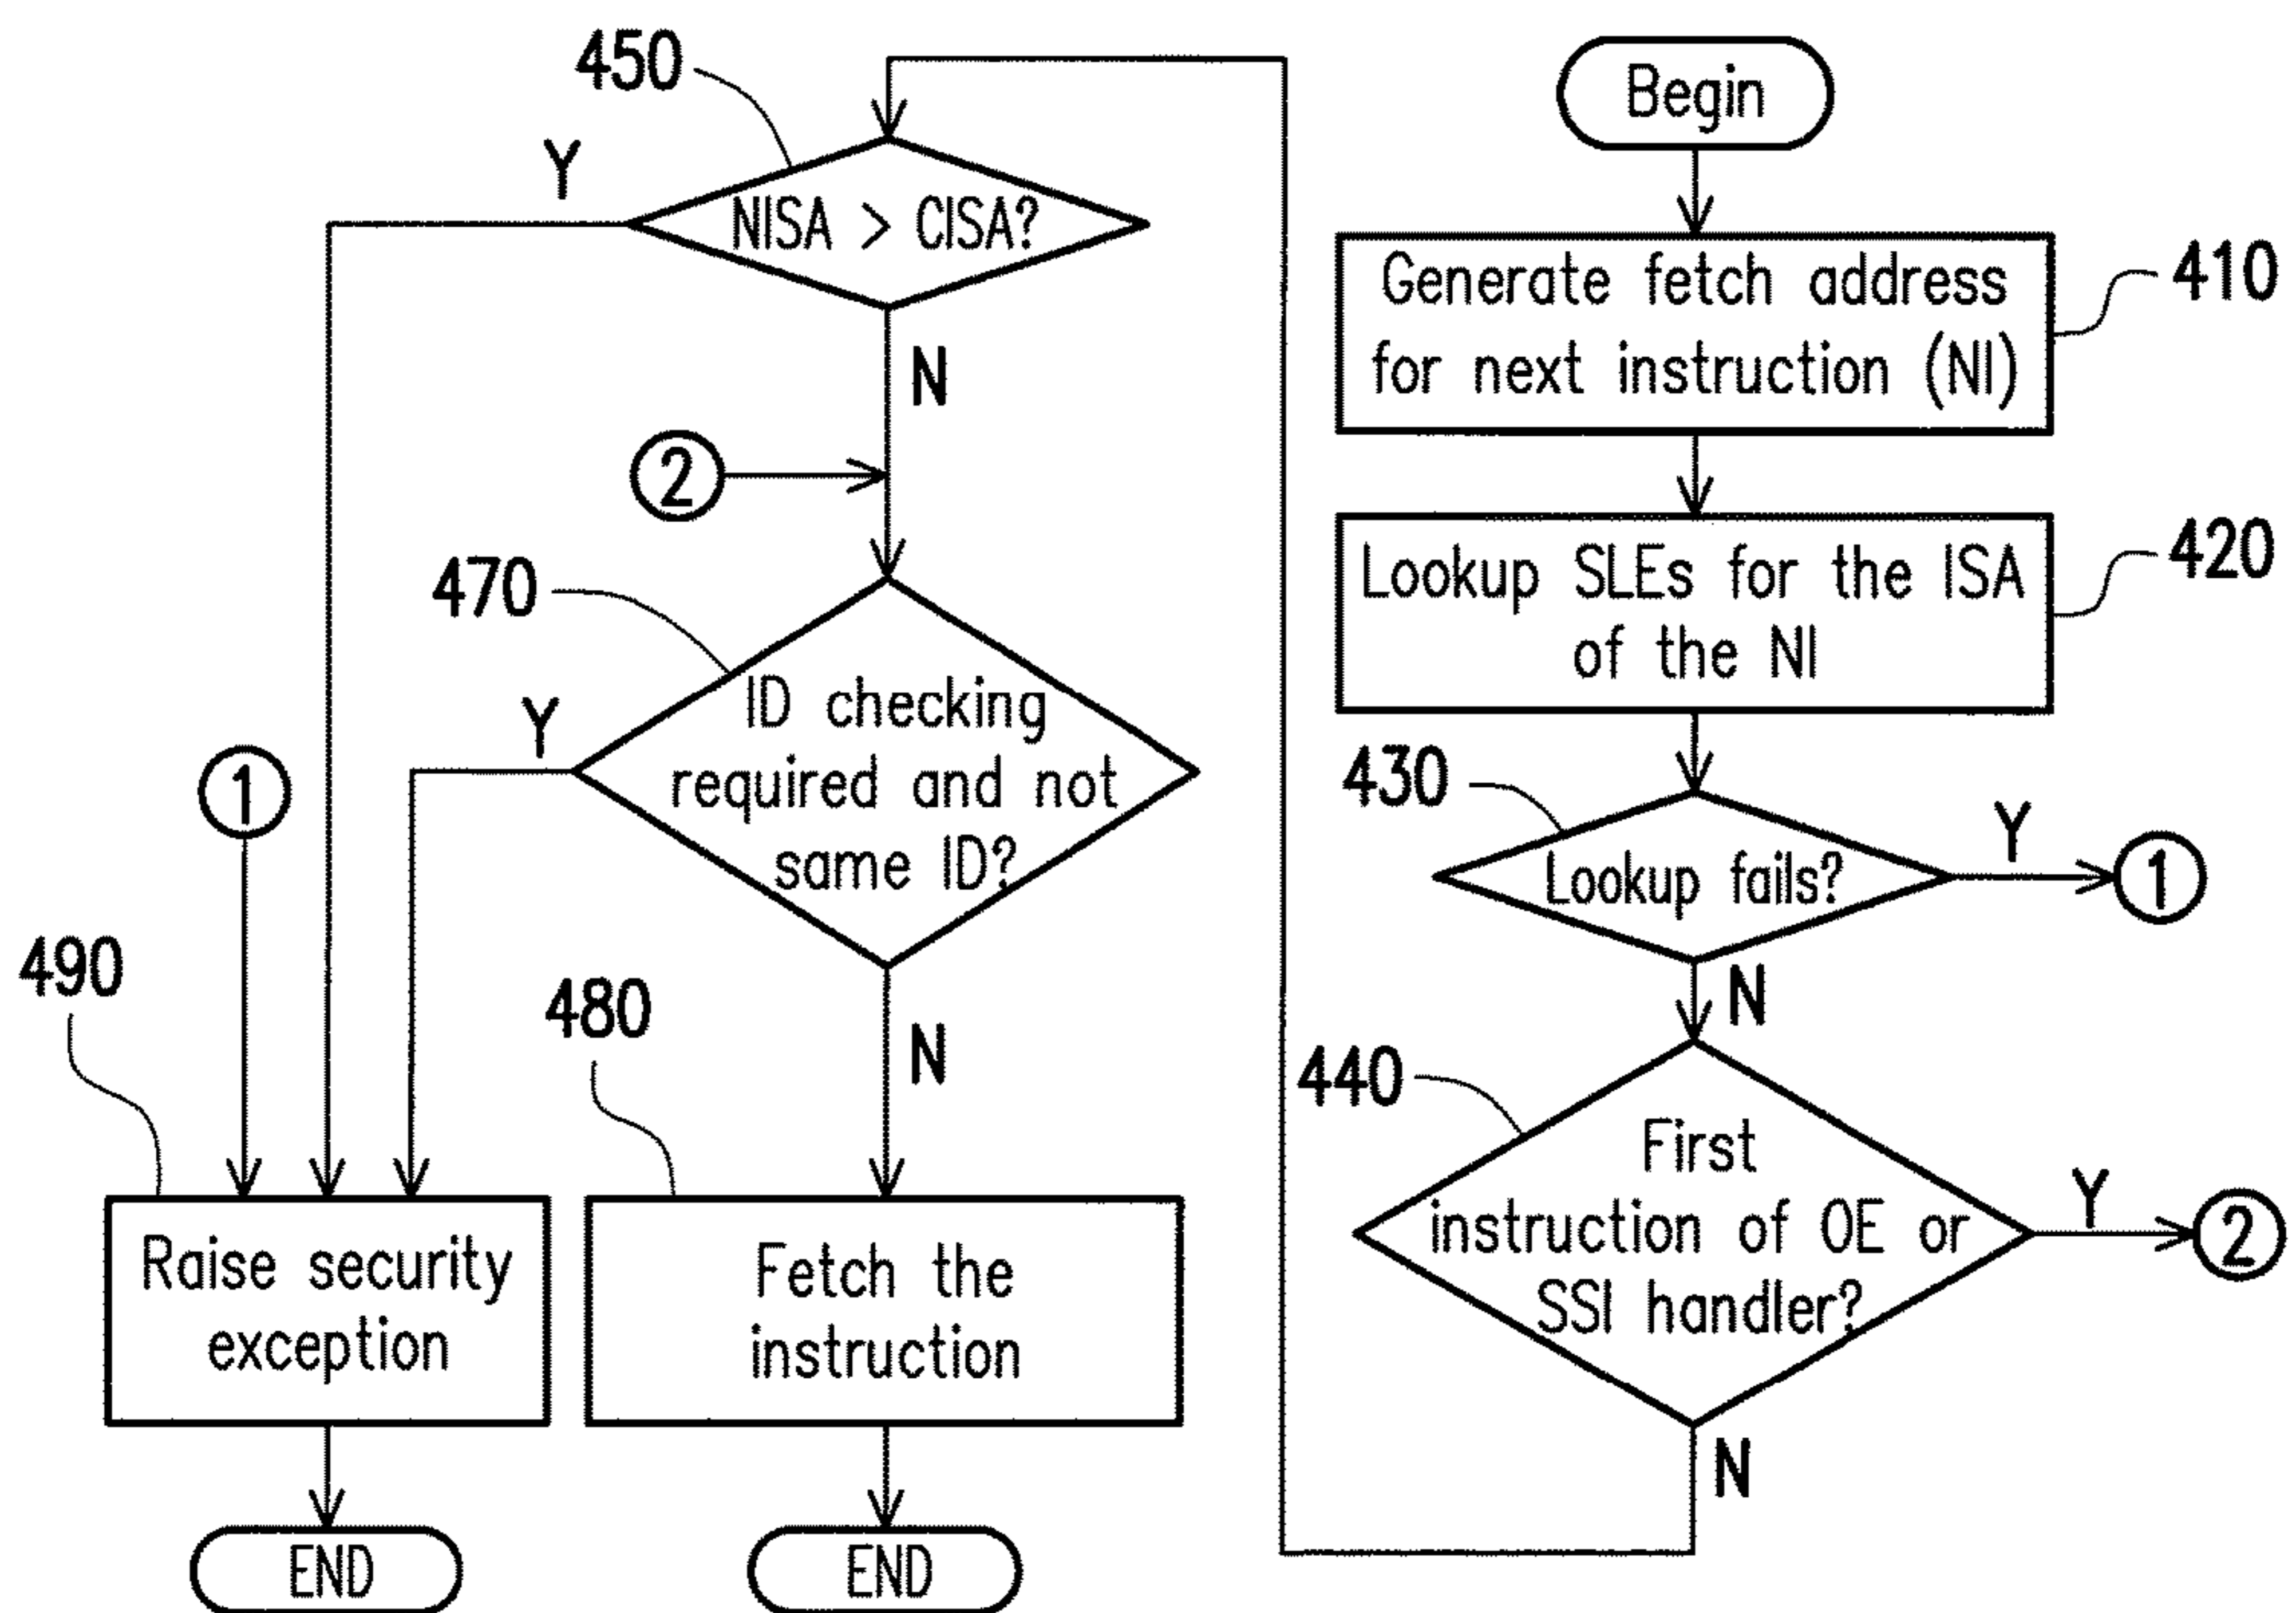 Begin
Generate fetch address
for next instruction (NI)
410
Lookup SLEs for the ISA
of the NI
420
430
Lookup fails?
Y
1
N
440
First
instruction of OE or
SSI handler?
Y
2
N
450
NISA > CISA?
Y
N
2
470
ID checking
required and not
same ID?
Y
N
1
490
Raise security
exception
480
Fetch the
instruction
END
END